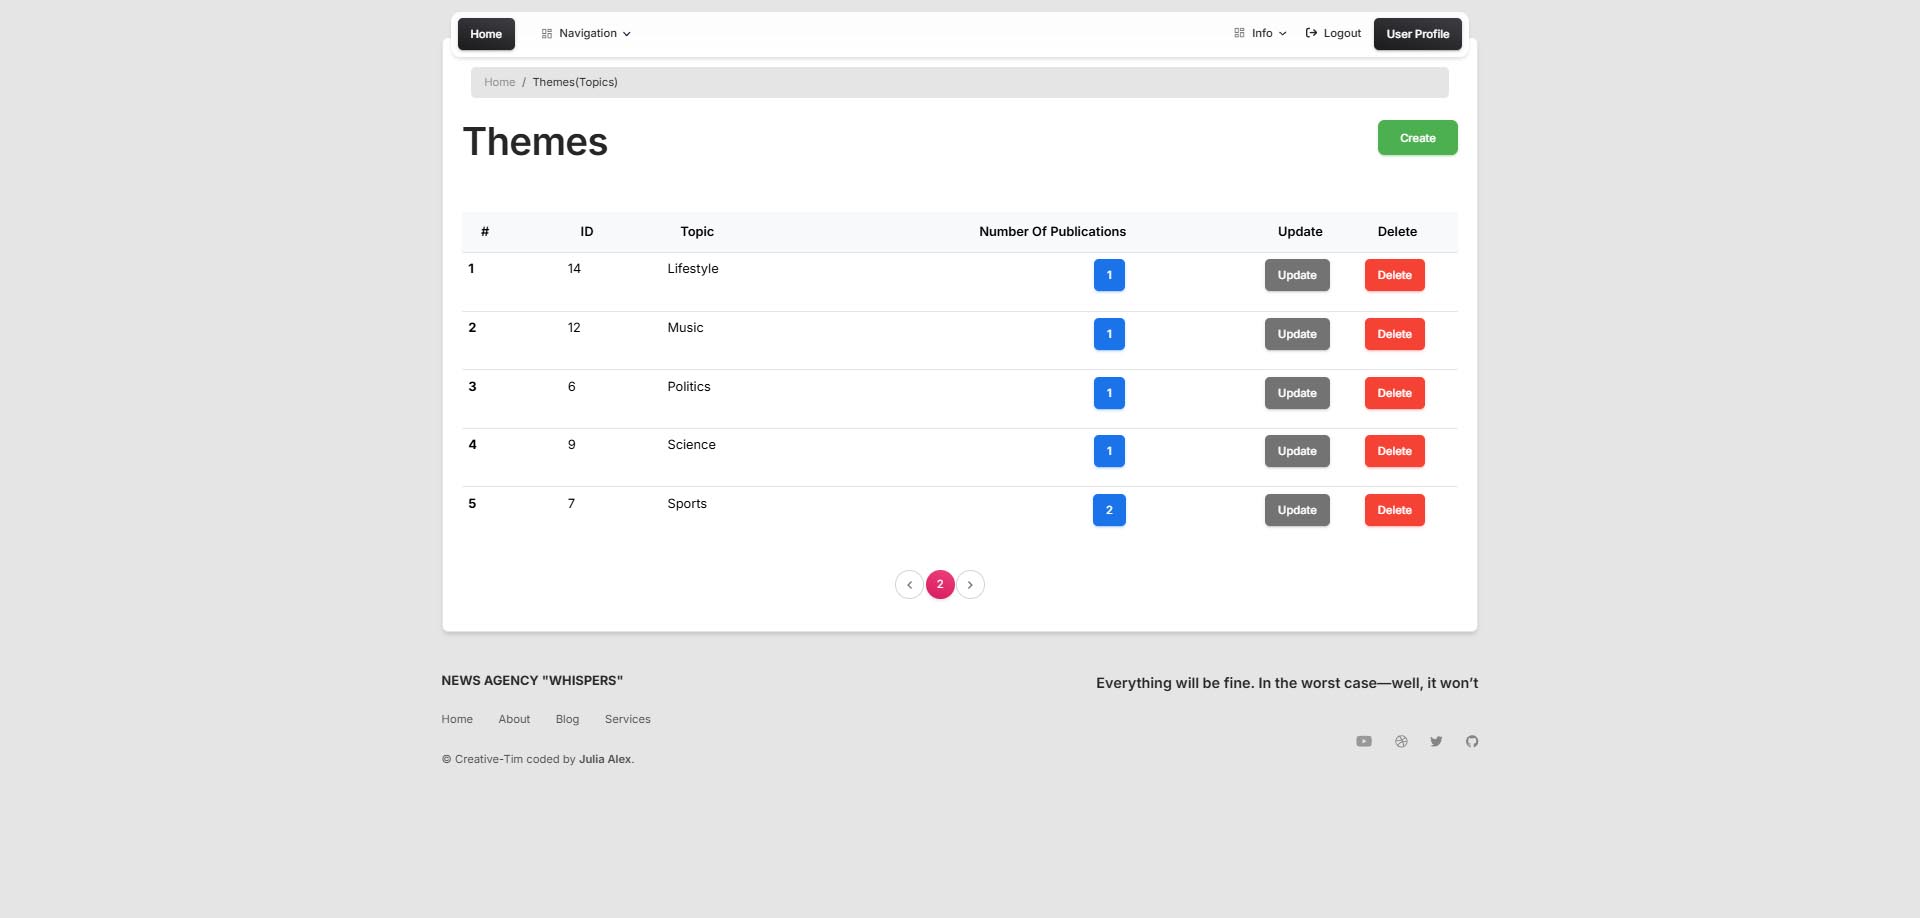 Home Navigation Info Logout User Profile
Home / Themes(Topics)
Themes Create
# ID Topic Number Of Publications Update Delete
1 14 Lifestyle 1 Update Delete
2 12 Music 1 Update Delete
3 6 Politics 1 Update Delete
4 9 Science 1 Update Delete
5 7 Sports 2 Update Delete
2
NEWS AGENCY "WHISPERS"
Everything will be fine. In the worst case—well, it won’t
Home About Blog Services
© Creative-Tim coded by Julia Alex.